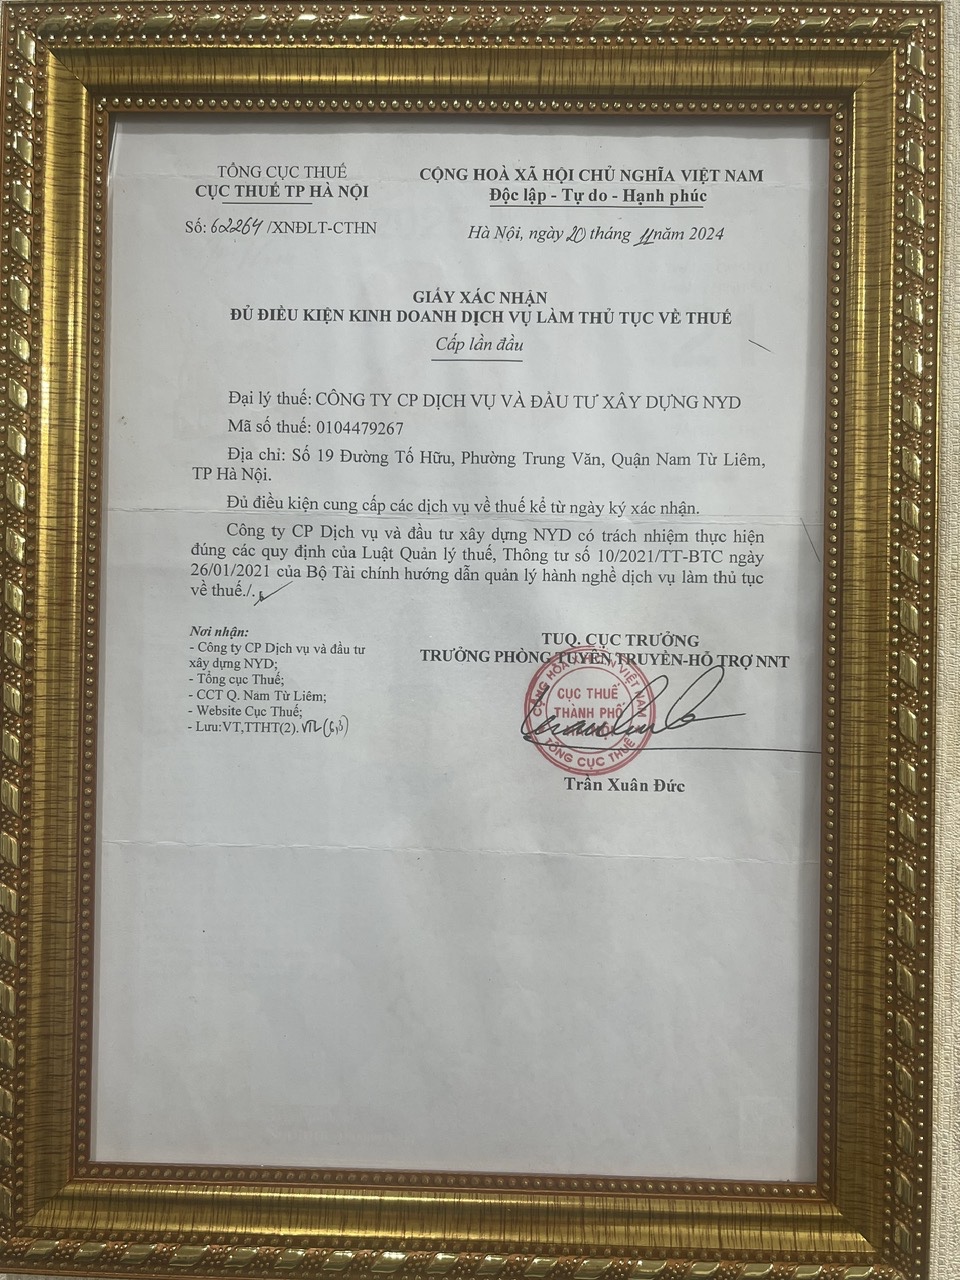 TỔNG CỤC THUẾ
CỤC THUẾ TP HÀ NỘI
Số: 62264 /XNĐLT-CTHN
CỘNG HOÀ XÃ HỘI CHỦ NGHĨA VIỆT NAM
Độc lập - Tự do - Hạnh phúc
Hà Nội, ngày 20 tháng 11 năm 2024
GIẤY XÁC NHẬN
ĐỦ ĐIỀU KIỆN KINH DOANH DỊCH VỤ LÀM THỦ TỤC VỀ THUẾ
Cấp lần đầu
Đại lý thuế: CÔNG TY CP DỊCH VỤ VÀ ĐẦU TƯ XÂY DỰNG NYD
Mã số thuế: 0104479267
Địa chỉ: Số 19 Đường Tố Hữu, Phường Trung Văn, Quận Nam Từ Liêm,
TP Hà Nội.
Đủ điều kiện cung cấp các dịch vụ về thuế kể từ ngày ký xác nhận.
Công ty CP Dịch vụ và đầu tư xây dựng NYD có trách nhiệm thực hiện
đúng các quy định của Luật Quản lý thuế, Thông tư số 10/2021/TT-BTC ngày
26/01/2021 của Bộ Tài chính hướng dẫn quản lý hành nghề dịch vụ làm thủ tục
về thuế./.
Nơi nhận:
- Công ty CP Dịch vụ và đầu tư
xây dựng NYD;
- Tổng cục Thuế;
- CCT Q. Nam Từ Liêm;
- Website Cục Thuế;
- Lưu:VT,TTHT(2).
TUQ. CỤC TRƯỞNG
TRƯỞNG PHÒNG TUYÊN TRUYỀN-HỖ TRỢ NNT
CỤC THUẾ
THÀNH PHỐ
TỔNG CỤC THUẾ
Trần Xuân Đức